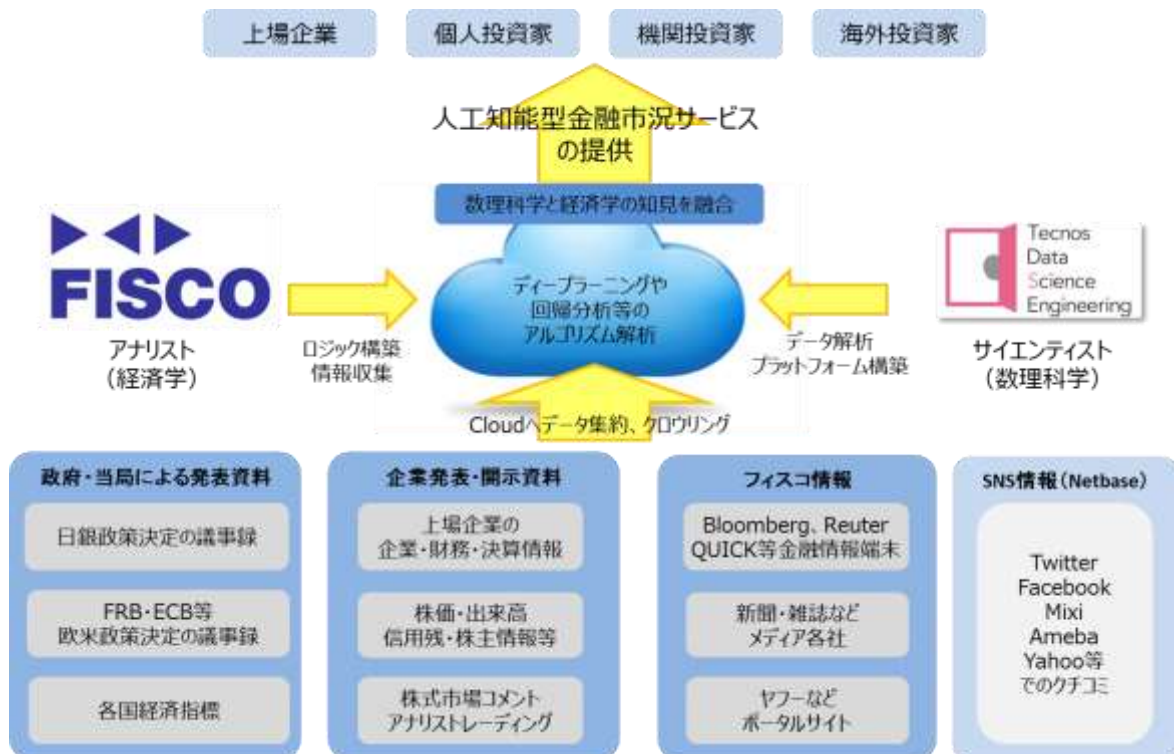 上場企業
個人投資家
機関投資家
海外投資家
人工知能型金融市況サービス
の提供
数理科学と経済学の知見を融合
FISCO
アナリスト
(経済学)
ロジック構築
情報収集
ディープラーニングや
回帰分析等の
アルゴリズム解析
データ解析
プラットフォーム構築
Tecnos
Data
Science
Engineering
サイエンティスト
(数理科学)
Cloudへデータ集約、クロウリング
政府・当局による発表資料
日銀政策決定の議事録
FRB・ECB等
欧米政策決定の議事録
各国経済指標
企業発表・開示資料
上場企業の
企業・財務・決算情報
株価・出来高
信用残・株主情報等
株式市場コメント
アナリストレーディング
フィスコ情報
Bloomberg、Reuter
QUICK等金融情報端末
新聞・雑誌など
メディア各社
ヤフーなど
ポータルサイト
SNS情報(Netbase)
Twitter
Facebook
Mixi
Ameba
Yahoo等
でのクチコミ